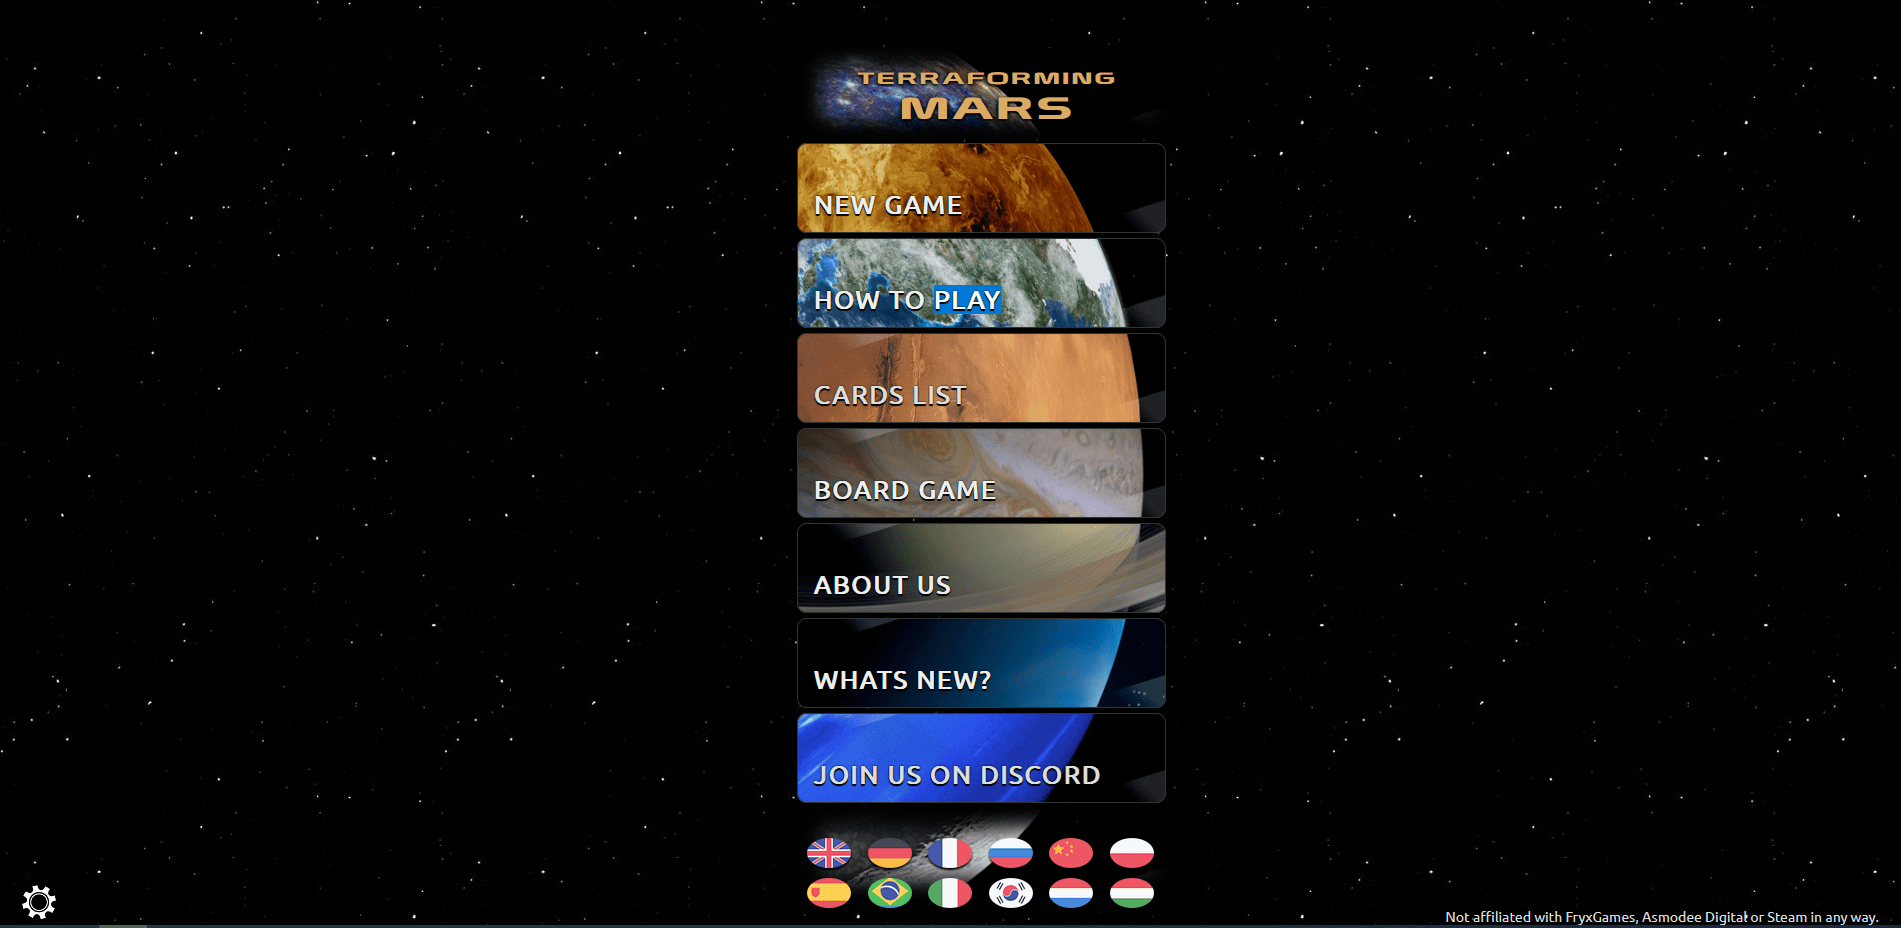 TERRAFORMING
MARS
NEW GAME
HOW TO PLAY
CARDS LIST
BOARD GAME
ABOUT US
WHATS NEW?
JOIN US ON DISCORD
Not affiliated with FryxGames, Asmodee Digital or Steam in any way.